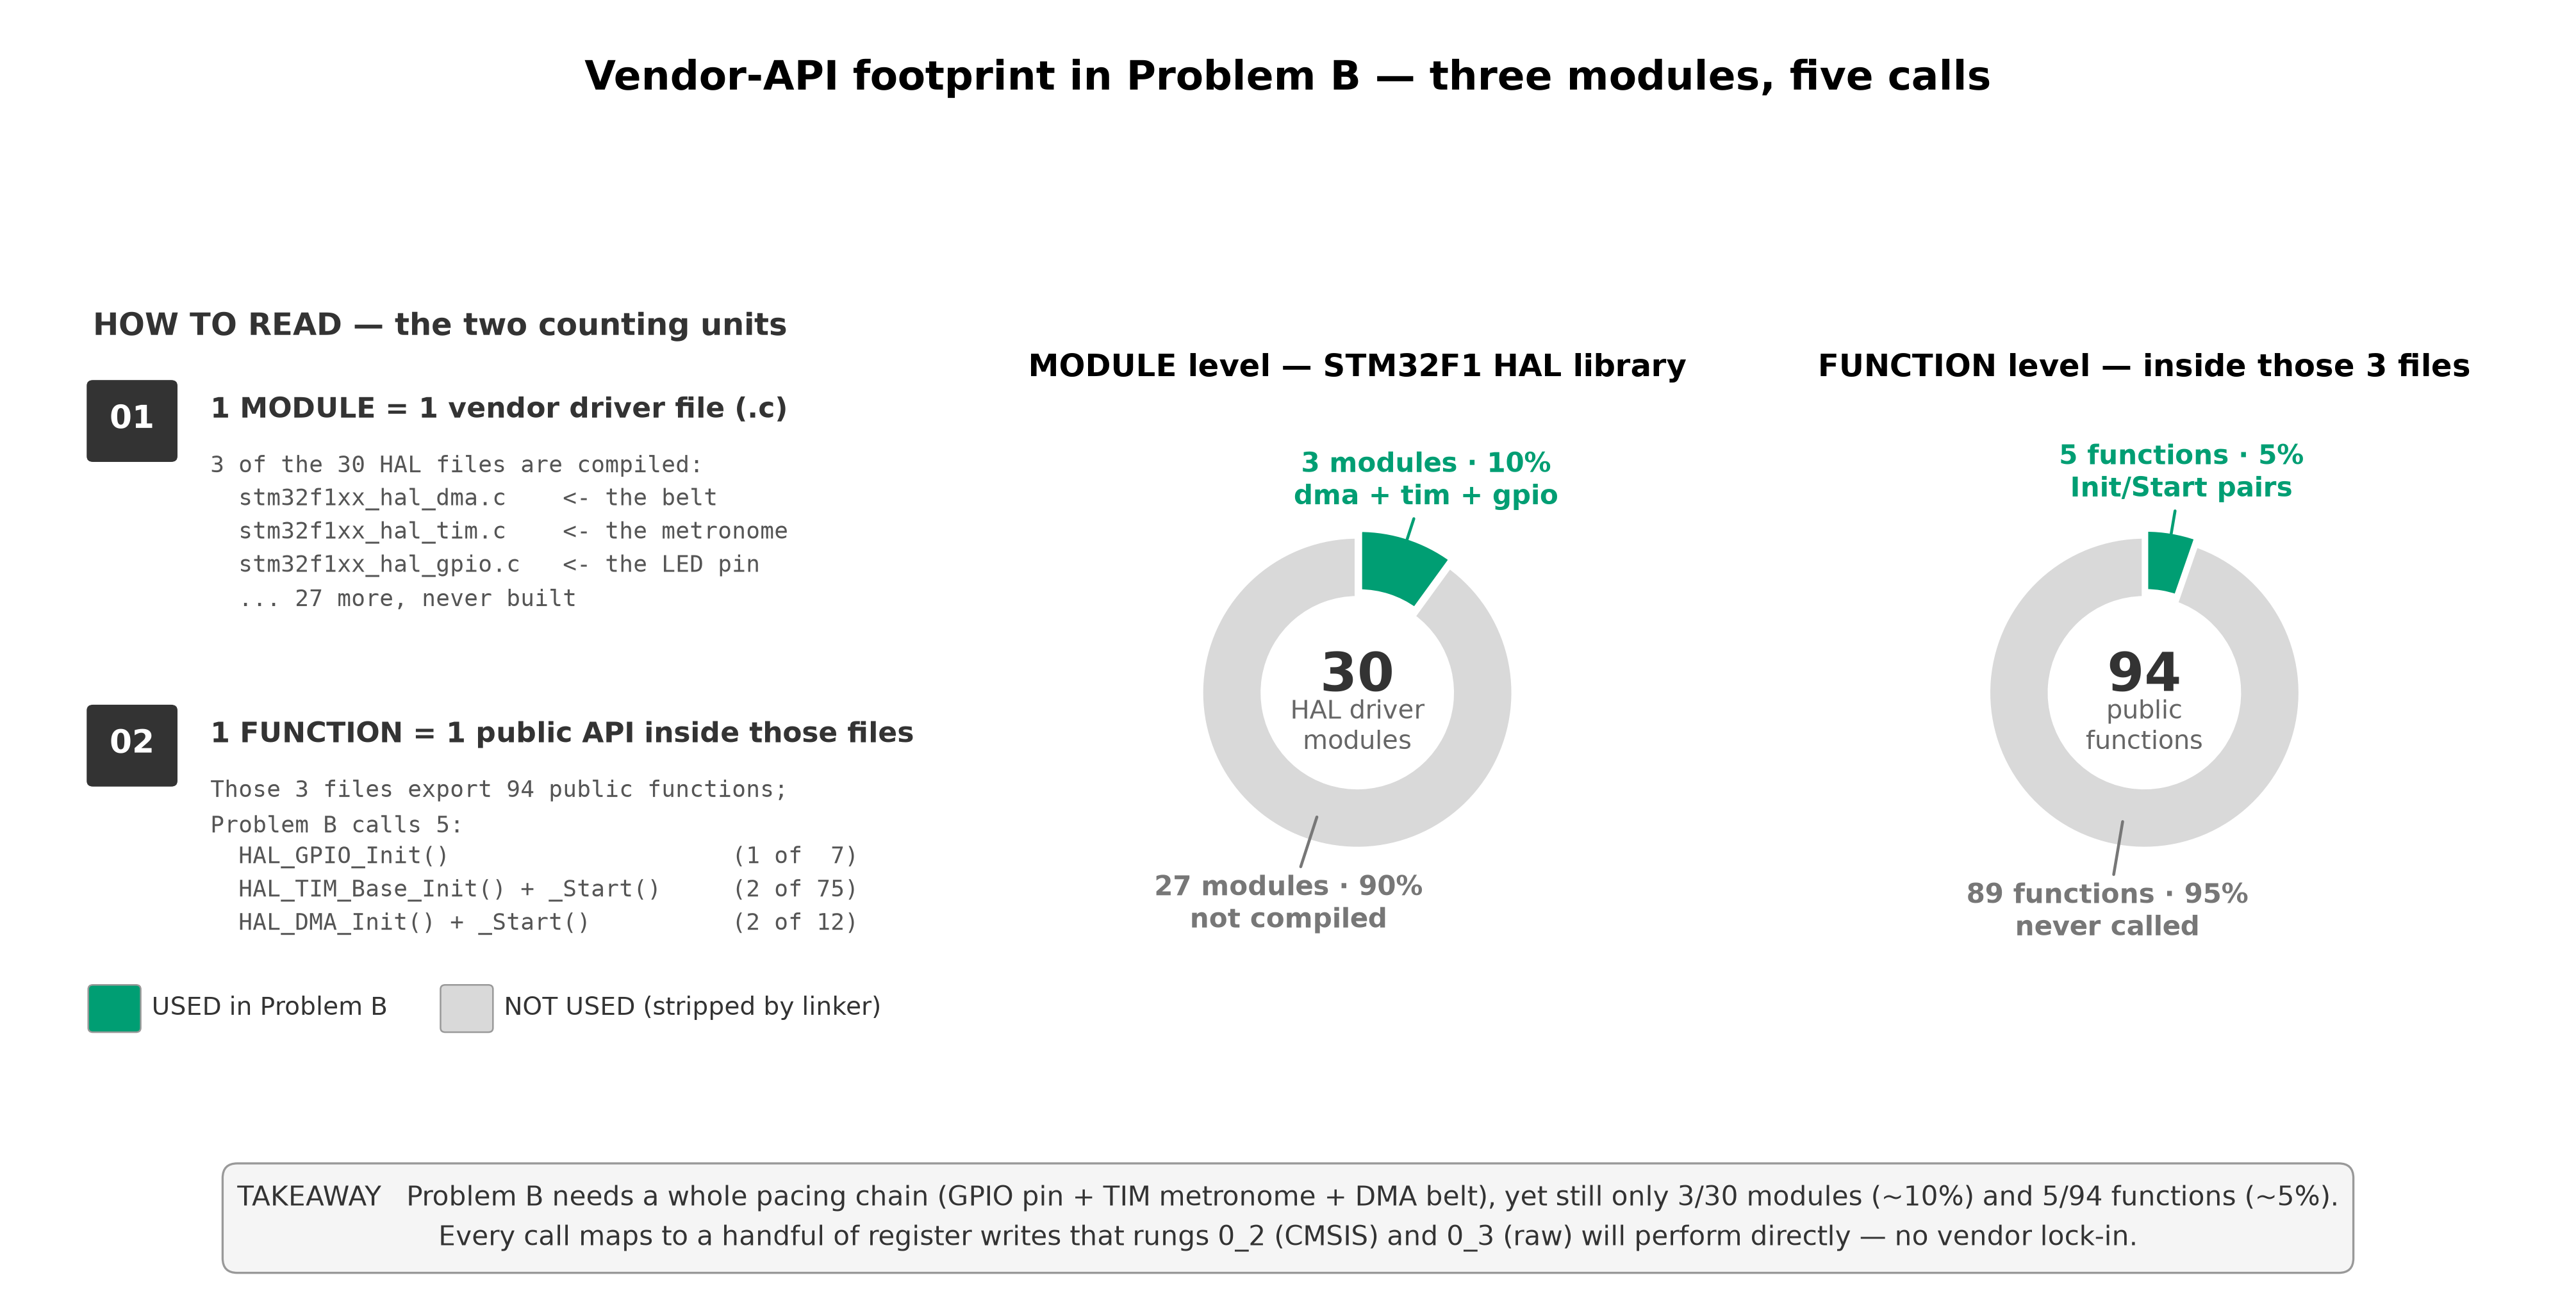 Vendor-API footprint in Problem B — three modules, five calls
HOW TO READ — the two counting units
01
1 MODULE = 1 vendor driver file (.c)
3 of the 30 HAL files are compiled:
  stm32f1xx_hal_dma.c    <- the belt
  stm32f1xx_hal_tim.c    <- the metronome
  stm32f1xx_hal_gpio.c   <- the LED pin
  ... 27 more, never built
02
1 FUNCTION = 1 public API inside those files
Those 3 files export 94 public functions;
Problem B calls 5:
  HAL_GPIO_Init()                    (1 of  7)
  HAL_TIM_Base_Init() + _Start()     (2 of 75)
  HAL_DMA_Init() + _Start()          (2 of 12)
USED in Problem B
NOT USED (stripped by linker)
MODULE level — STM32F1 HAL library
3 modules · 10%
dma + tim + gpio
30
HAL driver
modules
27 modules · 90%
not compiled
FUNCTION level — inside those 3 files
5 functions · 5%
Init/Start pairs
94
public
functions
89 functions · 95%
never called
TAKEAWAY   Problem B needs a whole pacing chain (GPIO pin + TIM metronome + DMA belt), yet still only 3/30 modules (~10%) and 5/94 functions (~5%).
Every call maps to a handful of register writes that rungs 0_2 (CMSIS) and 0_3 (raw) will perform directly — no vendor lock-in.